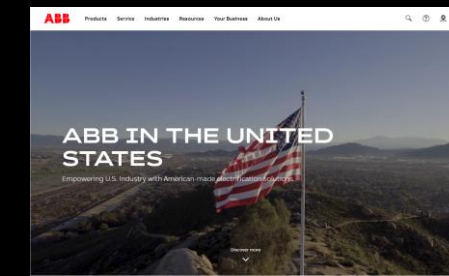 ABB
Products Service Industries Resources Your Business About Us
ABB IN THE UNITED
STATES
Empowering U.S. Industry with American-made electrification solutions.
Discover more